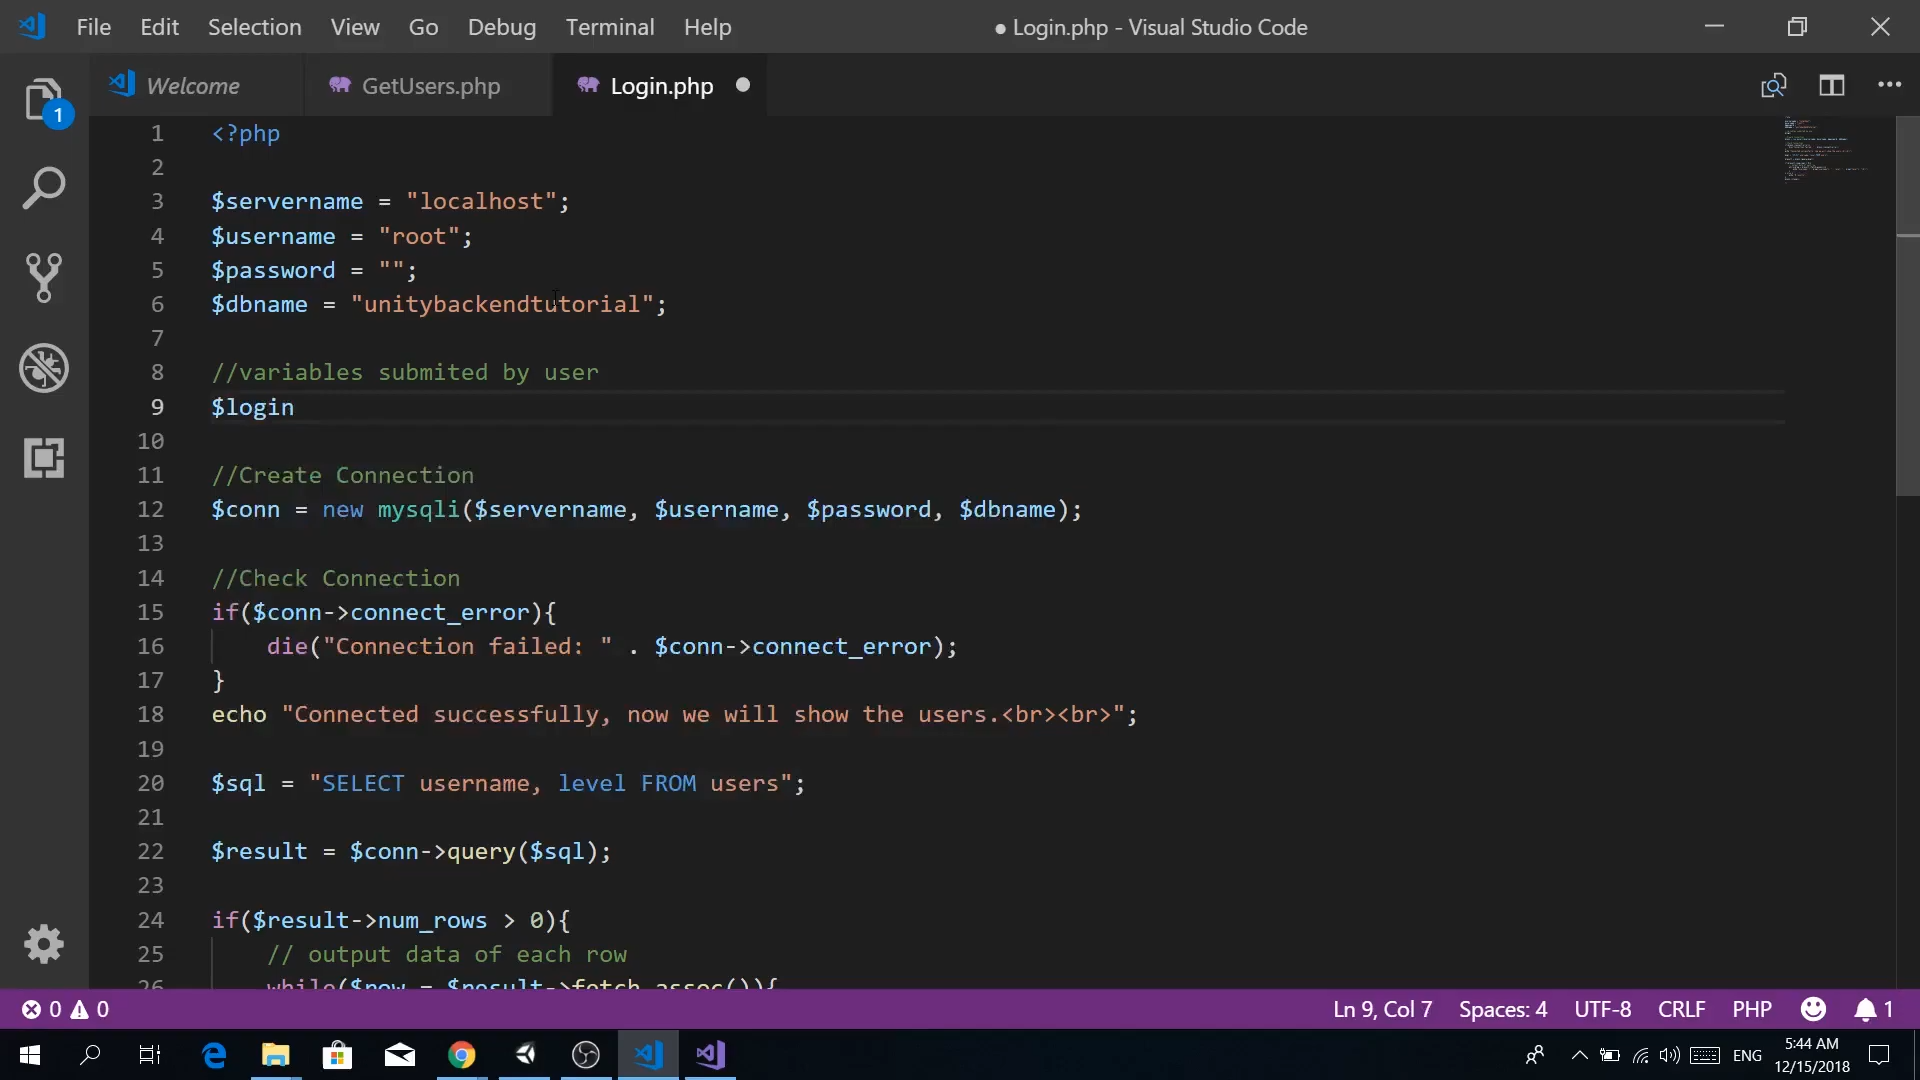 File Edit Selection View Go Debug Terminal Help
● Login.php - Visual Studio Code
Welcome GetUsers.php Login.php
1
1 <?php
2
3 $servername = "localhost";
4 $username = "root";
5 $password = "";
6 $dbname = "unitybackendtutorial";
7
8 //variables submited by user
9 $login
10
11 //Create Connection
12 $conn = new mysqli($servername, $username, $password, $dbname);
13
14 //Check Connection
15 if($conn->connect_error){
16 die("Connection failed: " . $conn->connect_error);
17 }
18 echo "Connected successfully, now we will show the users.<br><br>";
19
20 $sql = "SELECT username, level FROM users";
21
22 $result = $conn->query($sql);
23
24 if($result->num_rows > 0){
25 // output data of each row
26 while($row = $result->fetch_assoc()){
0 0 Ln 9, Col 7 Spaces: 4 UTF-8 CRLF PHP 1
ENG 5:44 AM
12/15/2018